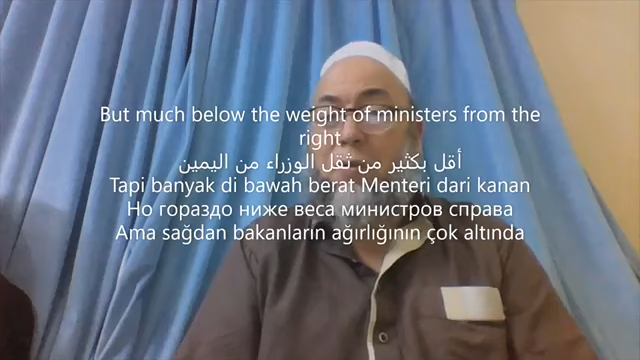 But much below the weight of ministers from the
right
أقل بكثير من ثقل الوزراء من اليمين
Tapi banyak di bawah berat Menteri dari kanan
Но гораздо ниже веса министров справа
Ama sağdan bakanların ağırlığının çok altında